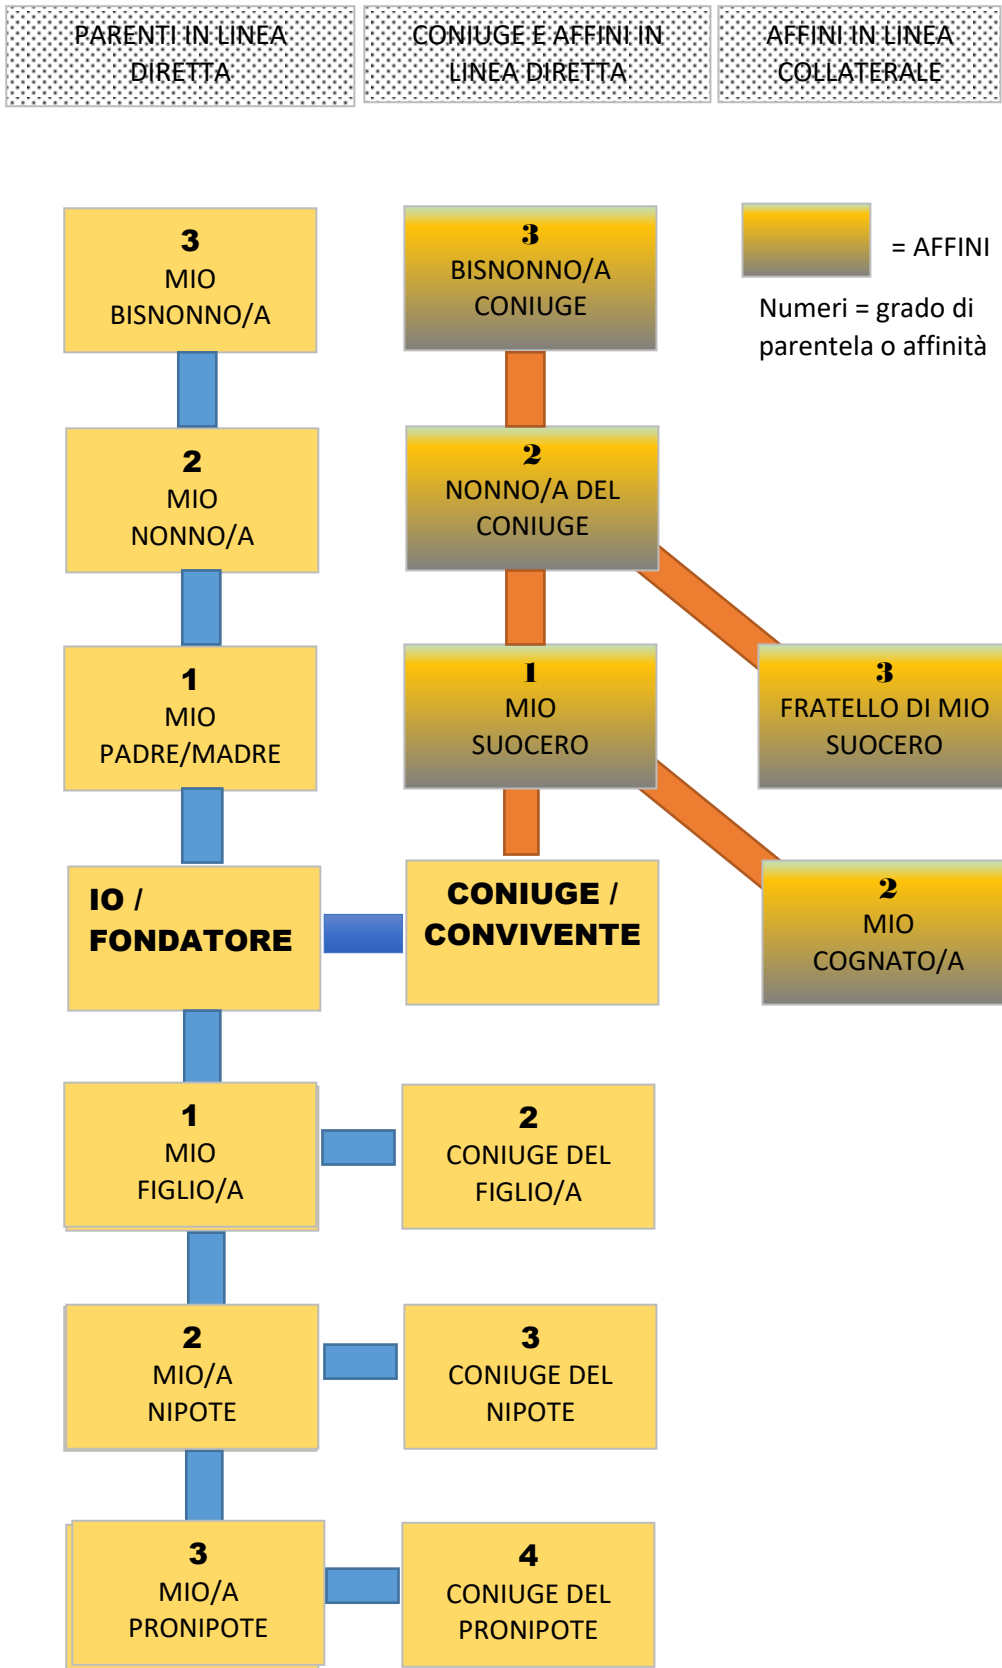 PARENTI IN LINEA
DIRETTA
CONIUGE E AFFINI IN
LINEA DIRETTA
AFFINI IN LINEA
COLLATERALE
3
MIO
BISNONNO/A
3
BISNONNO/A
CONIUGE
= AFFINI
Numeri = grado di
parentela o affinità
2
MIO
NONNO/A
2
NONNO/A DEL
CONIUGE
1
MIO
PADRE/MADRE
1
MIO
SUOCERO
3
FRATELLO DI MIO
SUOCERO
IO /
FONDATORE
CONIUGE /
CONVIVENTE
2
MIO
COGNATO/A
1
MIO
FIGLIO/A
2
CONIUGE DEL
FIGLIO/A
2
MIO/A
NIPOTE
3
CONIUGE DEL
NIPOTE
3
MIO/A
PRONIPOTE
4
CONIUGE DEL
PRONIPOTE